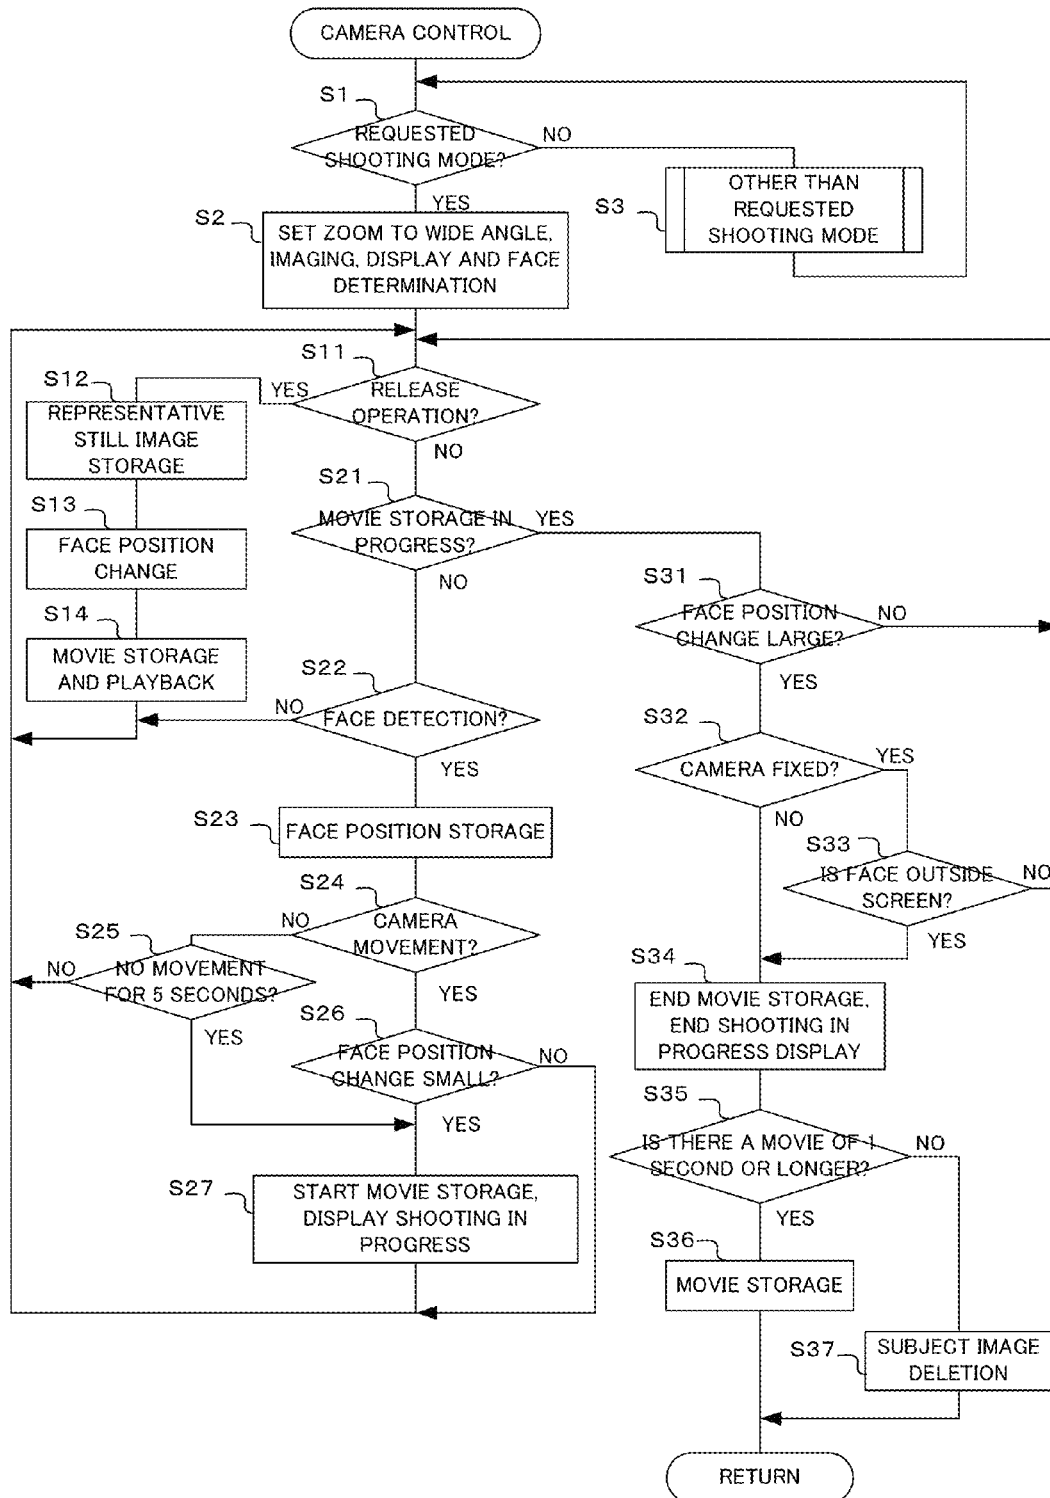 CAMERA CONTROL
S1
REQUESTED
SHOOTING MODE?
NO
YES
S3
OTHER THAN
REQUESTED
SHOOTING MODE
S2
SET ZOOM TO WIDE ANGLE,
IMAGING, DISPLAY AND FACE
DETERMINATION
S11
RELEASE
OPERATION?
YES
NO
S12
REPRESENTATIVE
STILL IMAGE
STORAGE
S13
FACE POSITION
CHANGE
S14
MOVIE STORAGE
AND PLAYBACK
S21
MOVIE STORAGE IN
PROGRESS?
YES
NO
S22
FACE DETECTION?
NO
YES
S23
FACE POSITION STORAGE
S24
CAMERA
MOVEMENT?
NO
YES
S25
NO MOVEMENT
FOR 5 SECONDS?
NO
YES
S26
FACE POSITION
CHANGE SMALL?
NO
YES
S27
START MOVIE STORAGE,
DISPLAY SHOOTING IN
PROGRESS
S31
FACE POSITION
CHANGE LARGE?
NO
YES
S32
CAMERA FIXED?
YES
NO
S33
IS FACE OUTSIDE
SCREEN?
NO
YES
S34
END MOVIE STORAGE,
END SHOOTING IN
PROGRESS DISPLAY
S35
IS THERE A MOVIE OF 1
SECOND OR LONGER?
NO
YES
S36
MOVIE STORAGE
S37
SUBJECT IMAGE
DELETION
RETURN